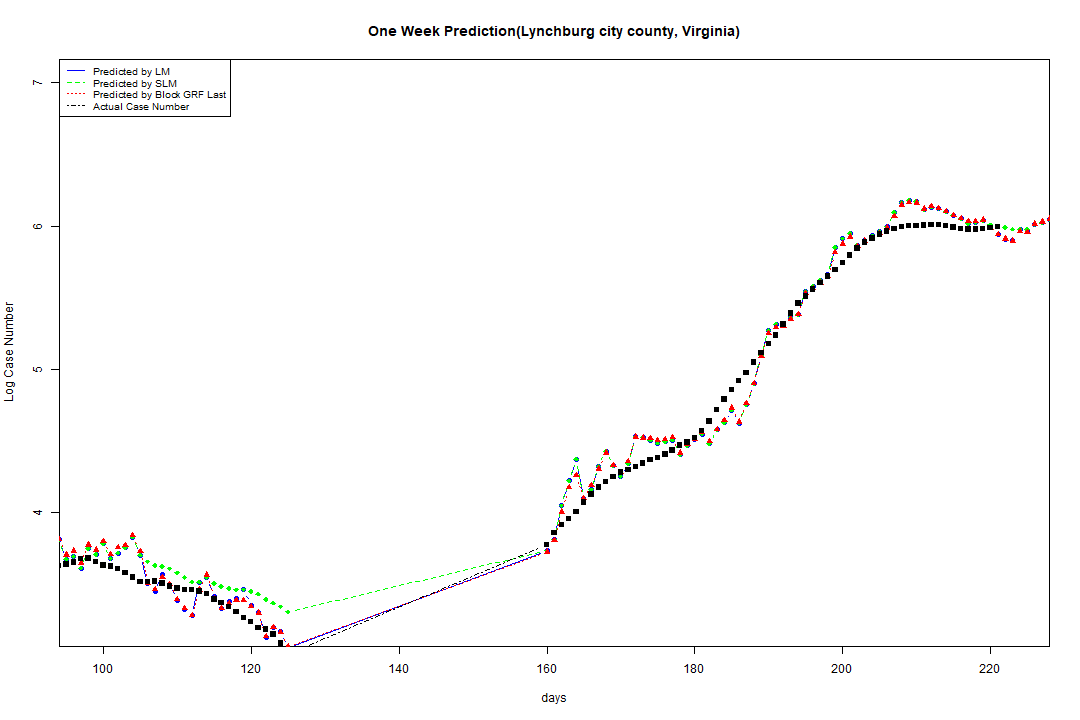 One Week Prediction(Lynchburg city county, Virginia)
Predicted by LM
Predicted by SLM
Predicted by Block GRF Last
Actual Case Number
7
6
5
4
Log Case Number
100 120 140 160 180 200 220
days